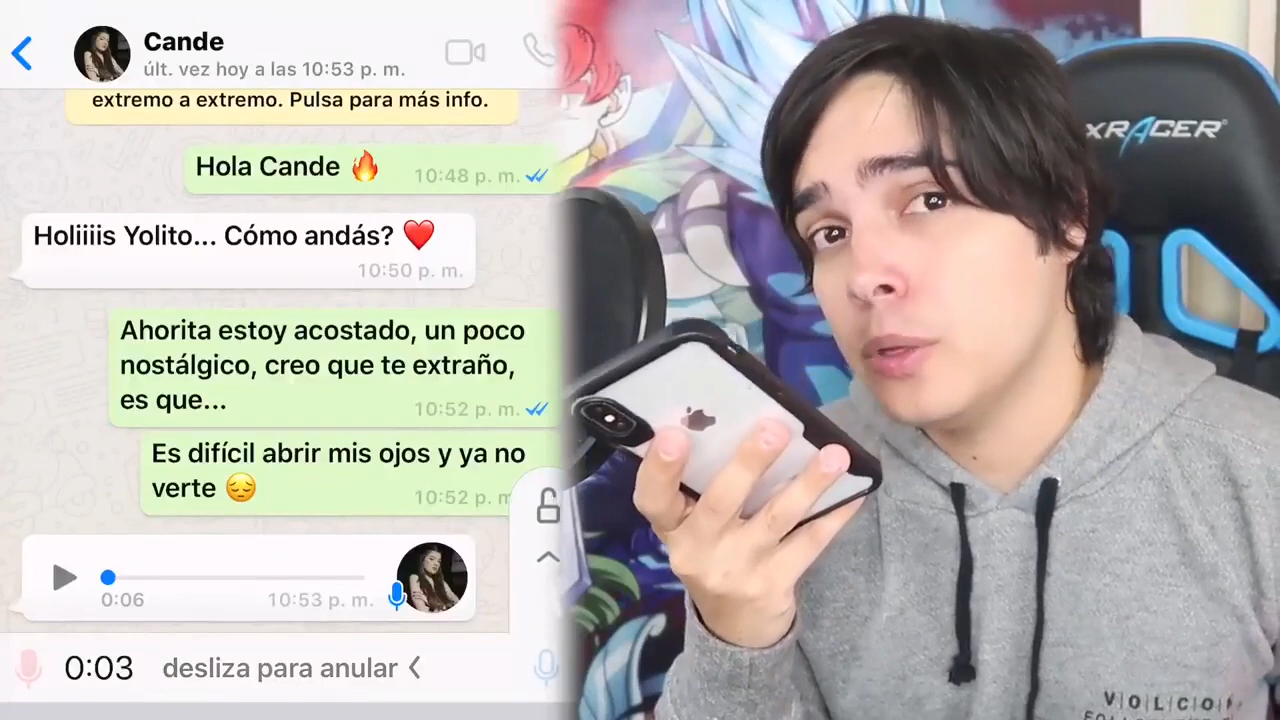 Cande
últ. vez hoy a las 10:53 p. m.
extremo a extremo. Pulsa para más info.
Hola Cande 🔥
10:48 p. m.
Holiiiis Yolito... Cómo andás? ❤️
10:50 p. m.
Ahorita estoy acostado, un poco
nostálgico, creo que te extraño,
es que...
10:52 p. m.
Es difícil abrir mis ojos y ya no
verte 😔
10:52 p. m
0:06
10:53 p. m.
0:03
desliza para anular
XRACER